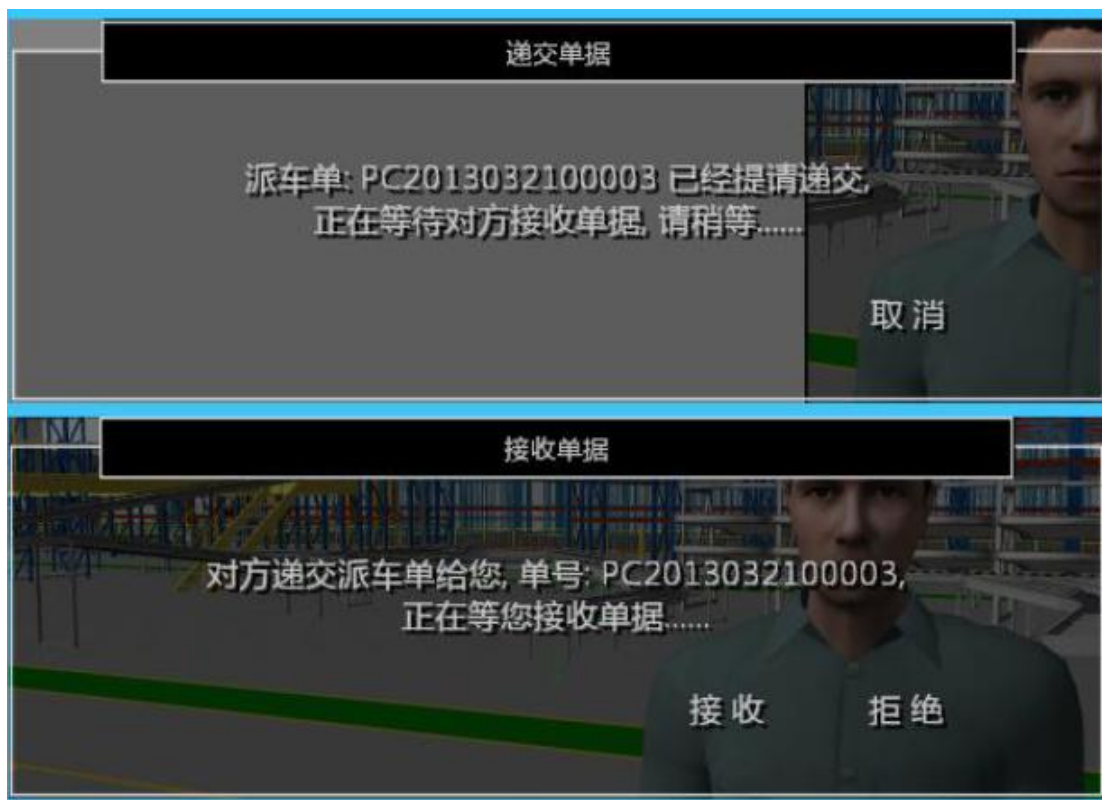 递交单据
派车单: PC2013032100003 已经提请递交,
正在等待对方接收单据, 请稍等......
取 消
接收单据
对方递交派车单给您, 单号: PC2013032100003,
正在等您接收单据......
接 收 拒 绝